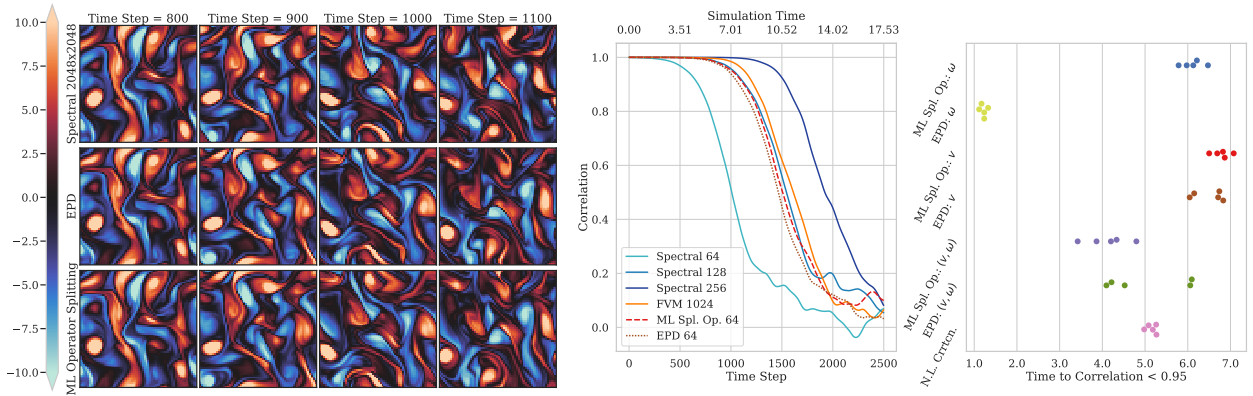 10.0
7.5
5.0
2.5
0.0
−2.5
−5.0
−7.5
−10.0
Time Step = 800
Time Step = 900
Time Step = 1000
Time Step = 1100
Spectral 2048x2048
EPD
ML Operator Splitting
Simulation Time
0.00
3.51
7.01
10.52
14.02
17.53
1.0
0.8
0.6
0.4
0.2
0.0
Correlation
Spectral 64
Spectral 128
Spectral 256
FVM 1024
ML Spl. Op. 64
EPD 64
0
500
1000
1500
2000
2500
Time Step
ML Spl. Op.: ω
EPD: ω
ML Spl. Op.: v
EPD: v
ML Spl. Op.: (v, ω)
EPD: (v, ω)
N.L. Crrtcn.
1.0
2.0
3.0
4.0
5.0
6.0
7.0
Time to Correlation < 0.95